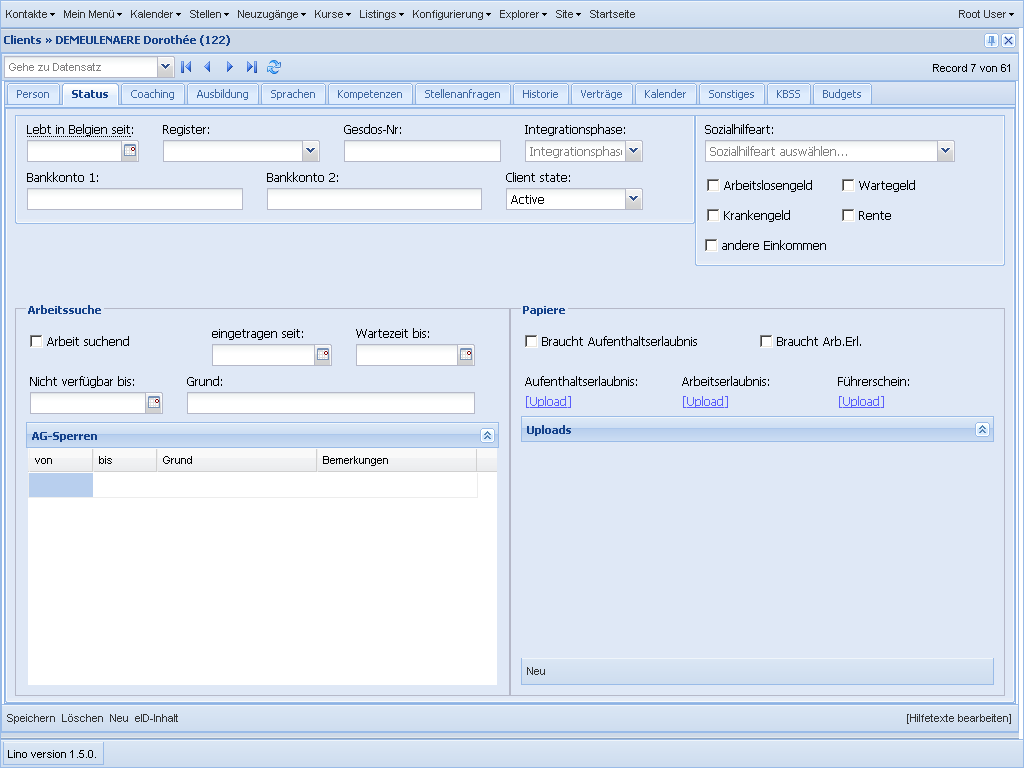 Kontakte Mein Menü Kalender Stellen Neuzugänge Kurse Listings Konfigurierung Explorer Site Startseite Root User
Clients » DEMEULENAERE Dorothée (122)
Gehe zu Datensatz Record 7 von 61
Person Status Coaching Ausbildung Sprachen Kompetenzen Stellenanfragen Historie Verträge Kalender Sonstiges KBSS Budgets
Lebt in Belgien seit: Register: Gesdos-Nr: Integrationsphase: Sozialhilfeart:
Integrationsphas Sozialhilfeart auswählen...
Bankkonto 1: Bankkonto 2: Client state:
Active
Arbeitslosengeld Wartegeld
Krankengeld Rente
andere Einkommen
Arbeitssuche Papiere
Arbeit suchend eingetragen seit: Wartezeit bis: Braucht Aufenthaltserlaubnis Braucht Arb.Erl.
Nicht verfügbar bis: Grund: Aufenthaltserlaubnis: Arbeitserlaubnis: Führerschein:
[Upload] [Upload] [Upload]
AG-Sperren Uploads
von bis Grund Bemerkungen
Neu
Speichern Löschen Neu eID-Inhalt [Hilfetexte bearbeiten]
Lino version 1.5.0.